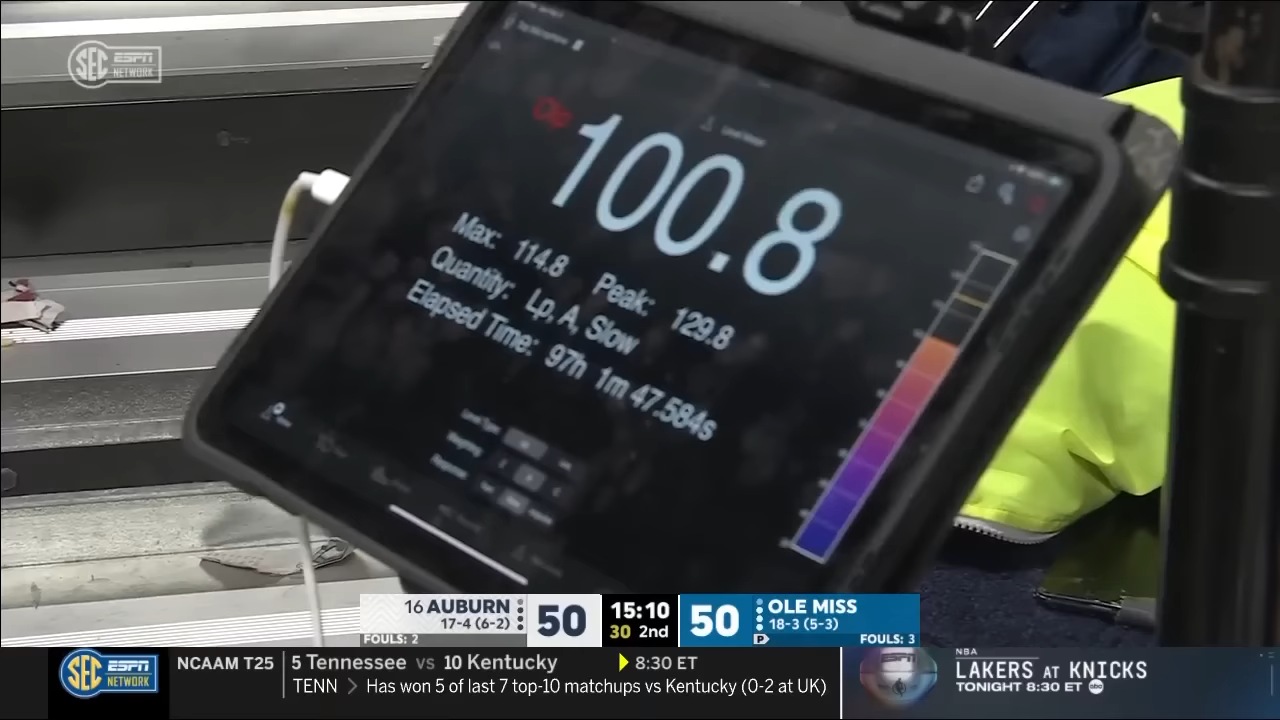 SEC ESPN NETWORK
Clip
100.8
Max: 114.8 Peak: 129.8
Quantity: Lp, A, Slow
Elapsed Time: 97h 1m 47.584s
16 AUBURN 50 15:10 50 OLE MISS
17-4 (6-2) 30 2nd 18-3 (5-3)
FOULS: 2 P FOULS: 3
SEC ESPN NETWORK
NCAAM T25 5 Tennessee vs 10 Kentucky 8:30 ET
TENN > Has won 5 of last 7 top-10 matchups vs Kentucky (0-2 at UK)
NBA
LAKERS AT KNICKS
TONIGHT 8:30 ET abc